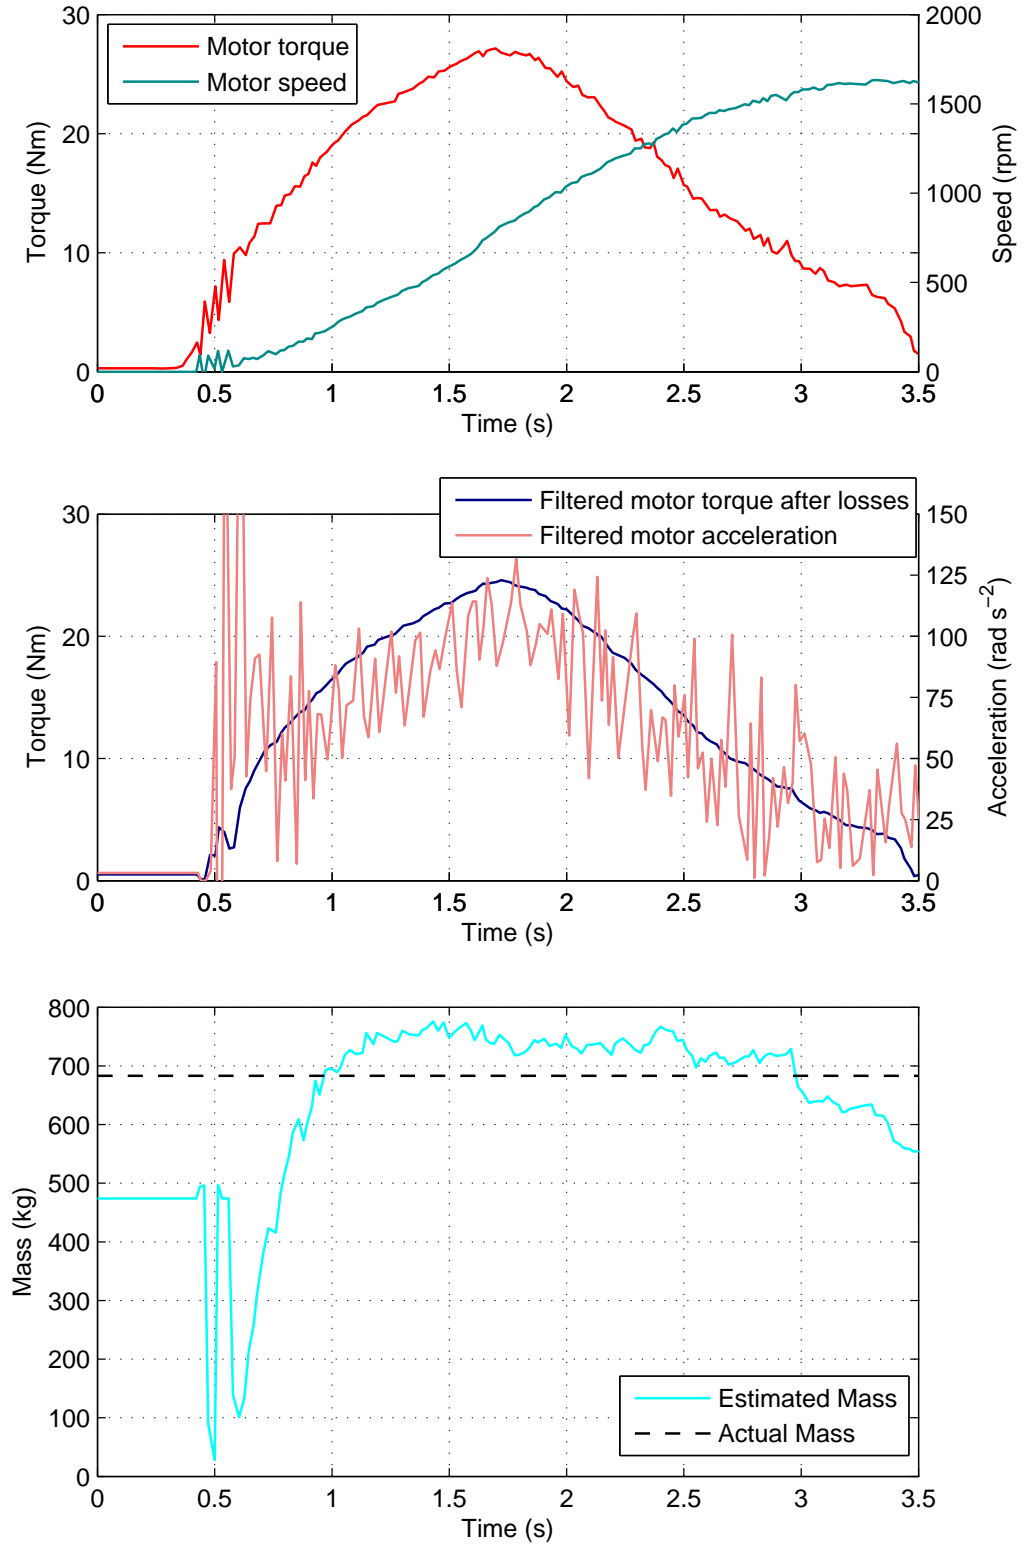 30 2000
Motor torque
Motor speed
1500
20
1000
10
500
0 0
Torque (Nm)
Speed (rpm)
0 0.5 1 1.5 2 2.5 3 3.5
Time (s)
Filtered motor torque after losses
Filtered motor acceleration
30 150
125
20 100
75
10 50
25
0 0
Torque (Nm)
Acceleration (rad s−2)
0 0.5 1 1.5 2 2.5 3 3.5
Time (s)
800
700
600
500
400
300
200
100
0
Mass (kg)
Estimated Mass
Actual Mass
0 0.5 1 1.5 2 2.5 3 3.5
Time (s)